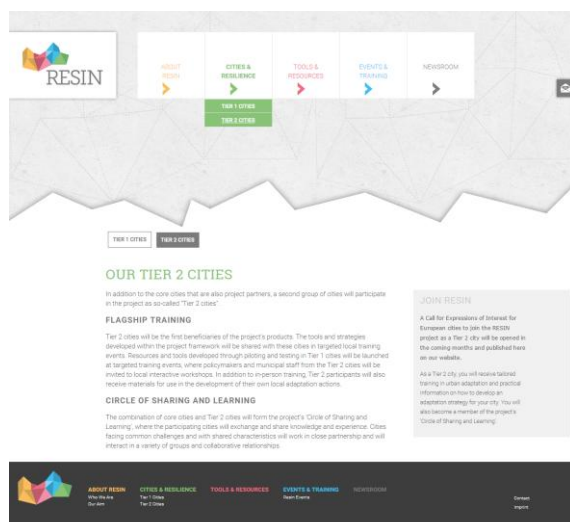 RESIN
ABOUT
RESIN
CITIES &
RESILIENCE
TOOLS &
RESOURCES
EVENTS &
TRAINING
NEWSROOM
TIER 1 CITIES
TIER 2 CITIES
TIER 1 CITIES
TIER 2 CITIES
OUR TIER 2 CITIES
In addition to the core cities that are also project partners, a second group of cities will participate
in the project as so-called "Tier 2 cities".
FLAGSHIP TRAINING
Tier 2 cities will be the first beneficiaries of the project's products. The tools and strategies
developed within the project framework will be shared with these cities in targeted local training
events. Resources and tools developed through piloting and testing in Tier 1 cities will be launched
at targeted training events, where policymakers and municipal staff from the Tier 2 cities will be
invited to local interactive workshops. In addition to in-person training, Tier 2 participants will also
receive materials for use in the development of their own local adaptation actions.
CIRCLE OF SHARING AND LEARNING
The combination of core cities and Tier 2 cities will form the project's 'Circle of Sharing and
Learning', where the participating cities will exchange and share knowledge and experience. Cities
facing common challenges and with shared characteristics will work in close partnership and will
interact in a variety of groups and collaborative relationships.
JOIN RESIN
A Call for Expressions of Interest for
European cities to join the RESIN
project as a Tier 2 city will be opened in
the coming months and published here
on our website.
As a Tier 2 city, you will receive tailored
training in urban adaptation and practical
information on how to develop an
adaptation strategy for your city. You will
also become a member of the project's
'Circle of Sharing and Learning'.
ABOUT RESIN
Who We Are
Our Aim
CITIES & RESILIENCE
Tier 1 Cities
Tier 2 Cities
TOOLS & RESOURCES
EVENTS & TRAINING
Resin Events
NEWSROOM
Contact
Imprint